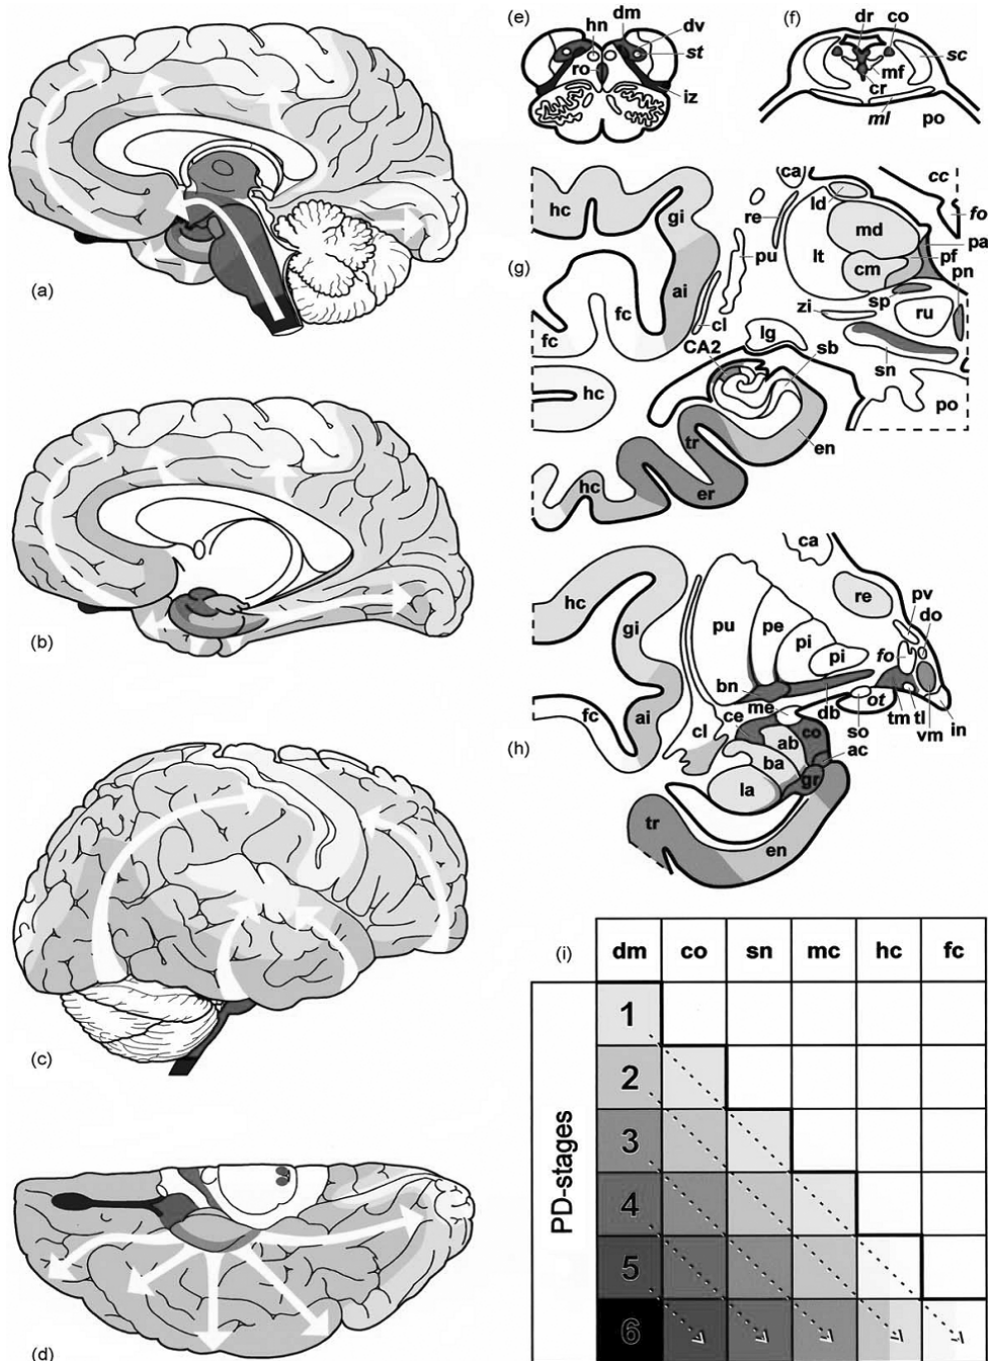 (a)
(b)
(c)
(d)
(e)
hn
dm
dv
st
ro
iz
(f)
dr
co
sc
mf
cr
ml
po
(g)
hc
gi
ai
fc
fc
hc
cl
CA2
re
pu
ca
ld
md
lt
cm
cc
fo
pa
pf
pn
sp
zi
ru
sn
lg
sb
po
en
tr
er
hc
(h)
hc
gi
ai
fc
cl
pu
pe
pi
pi
bn
me
ce
db
ab
co
ba
la
ac
gr
tr
en
ca
re
pv
do
fo
so
ot
tm
tl
vm
in
(i)
dm co sn mc hc fc
PD-stages
1
2
3
4
5
6